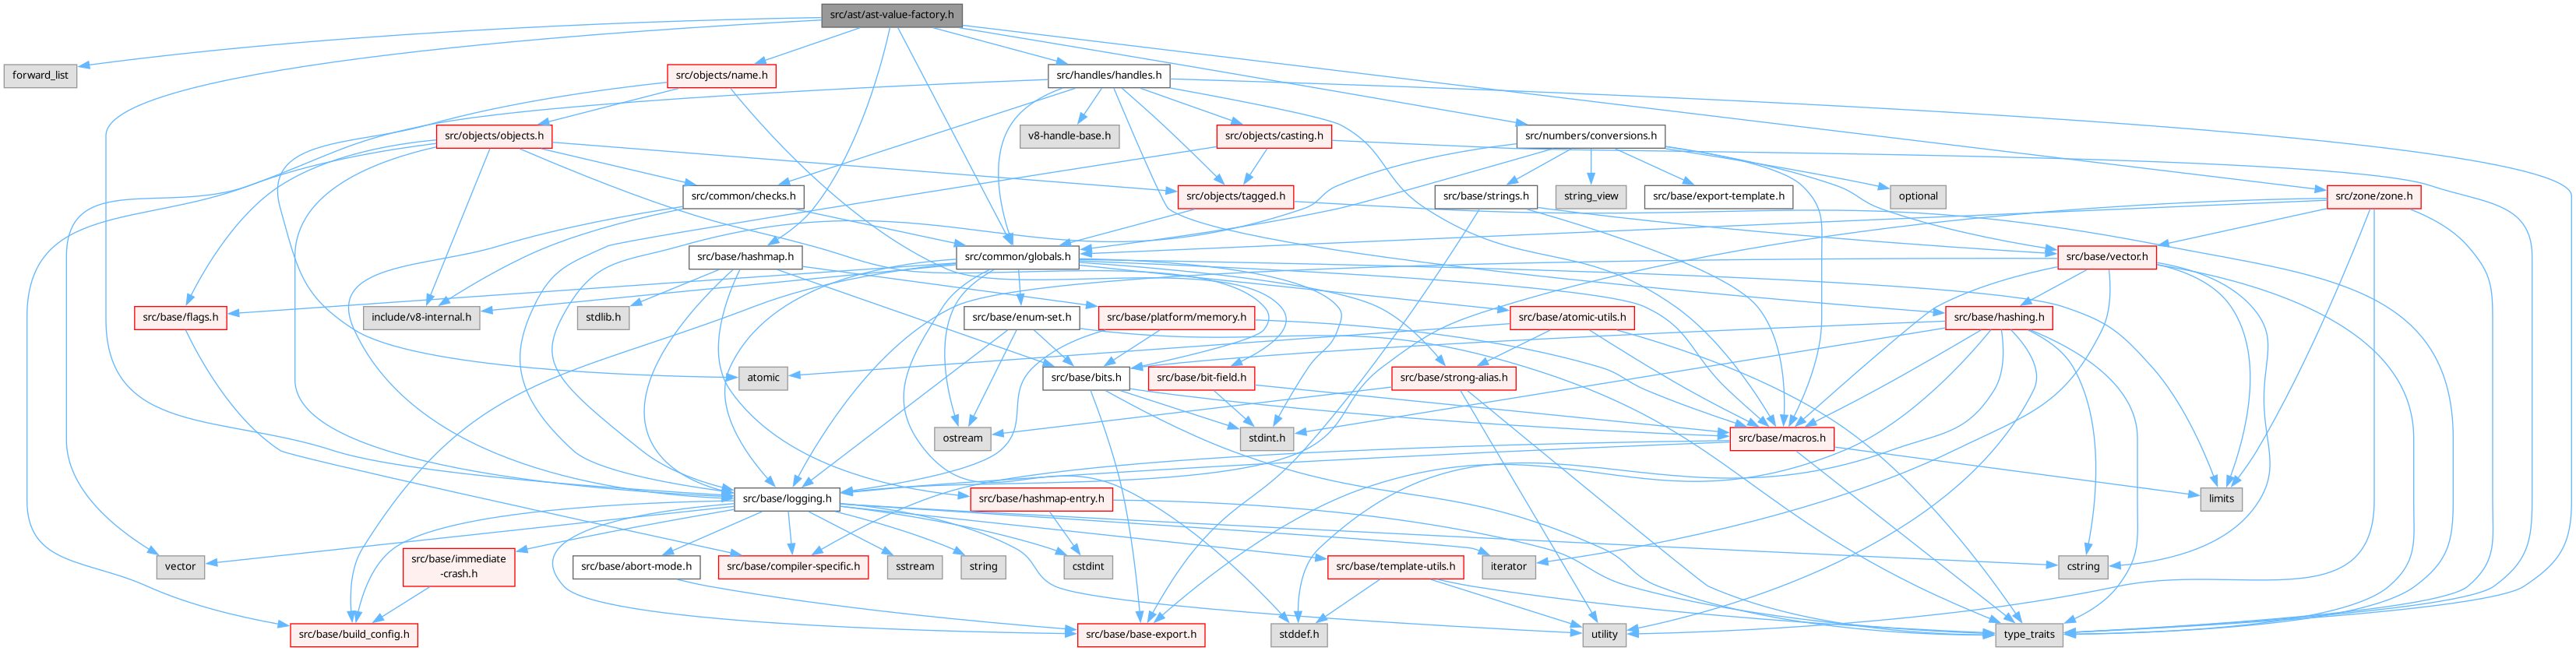 src/ast/ast-value-factory.h
forward_list
src/objects/name.h
src/handles/handles.h
src/objects/objects.h
v8-handle-base.h
src/objects/casting.h
src/numbers/conversions.h
src/common/checks.h
src/objects/tagged.h
src/base/strings.h
string_view
src/base/export-template.h
optional
src/zone/zone.h
src/base/hashmap.h
src/common/globals.h
src/base/vector.h
src/base/flags.h
include/v8-internal.h
stdlib.h
src/base/enum-set.h
src/base/platform/memory.h
src/base/atomic-utils.h
src/base/hashing.h
atomic
src/base/bits.h
src/base/bit-field.h
src/base/strong-alias.h
ostream
stdint.h
src/base/macros.h
src/base/logging.h
src/base/hashmap-entry.h
limits
vector
src/base/immediate
-crash.h
src/base/abort-mode.h
src/base/compiler-specific.h
sstream
string
cstdint
src/base/template-utils.h
iterator
cstring
src/base/build_config.h
src/base/base-export.h
stddef.h
utility
type_traits